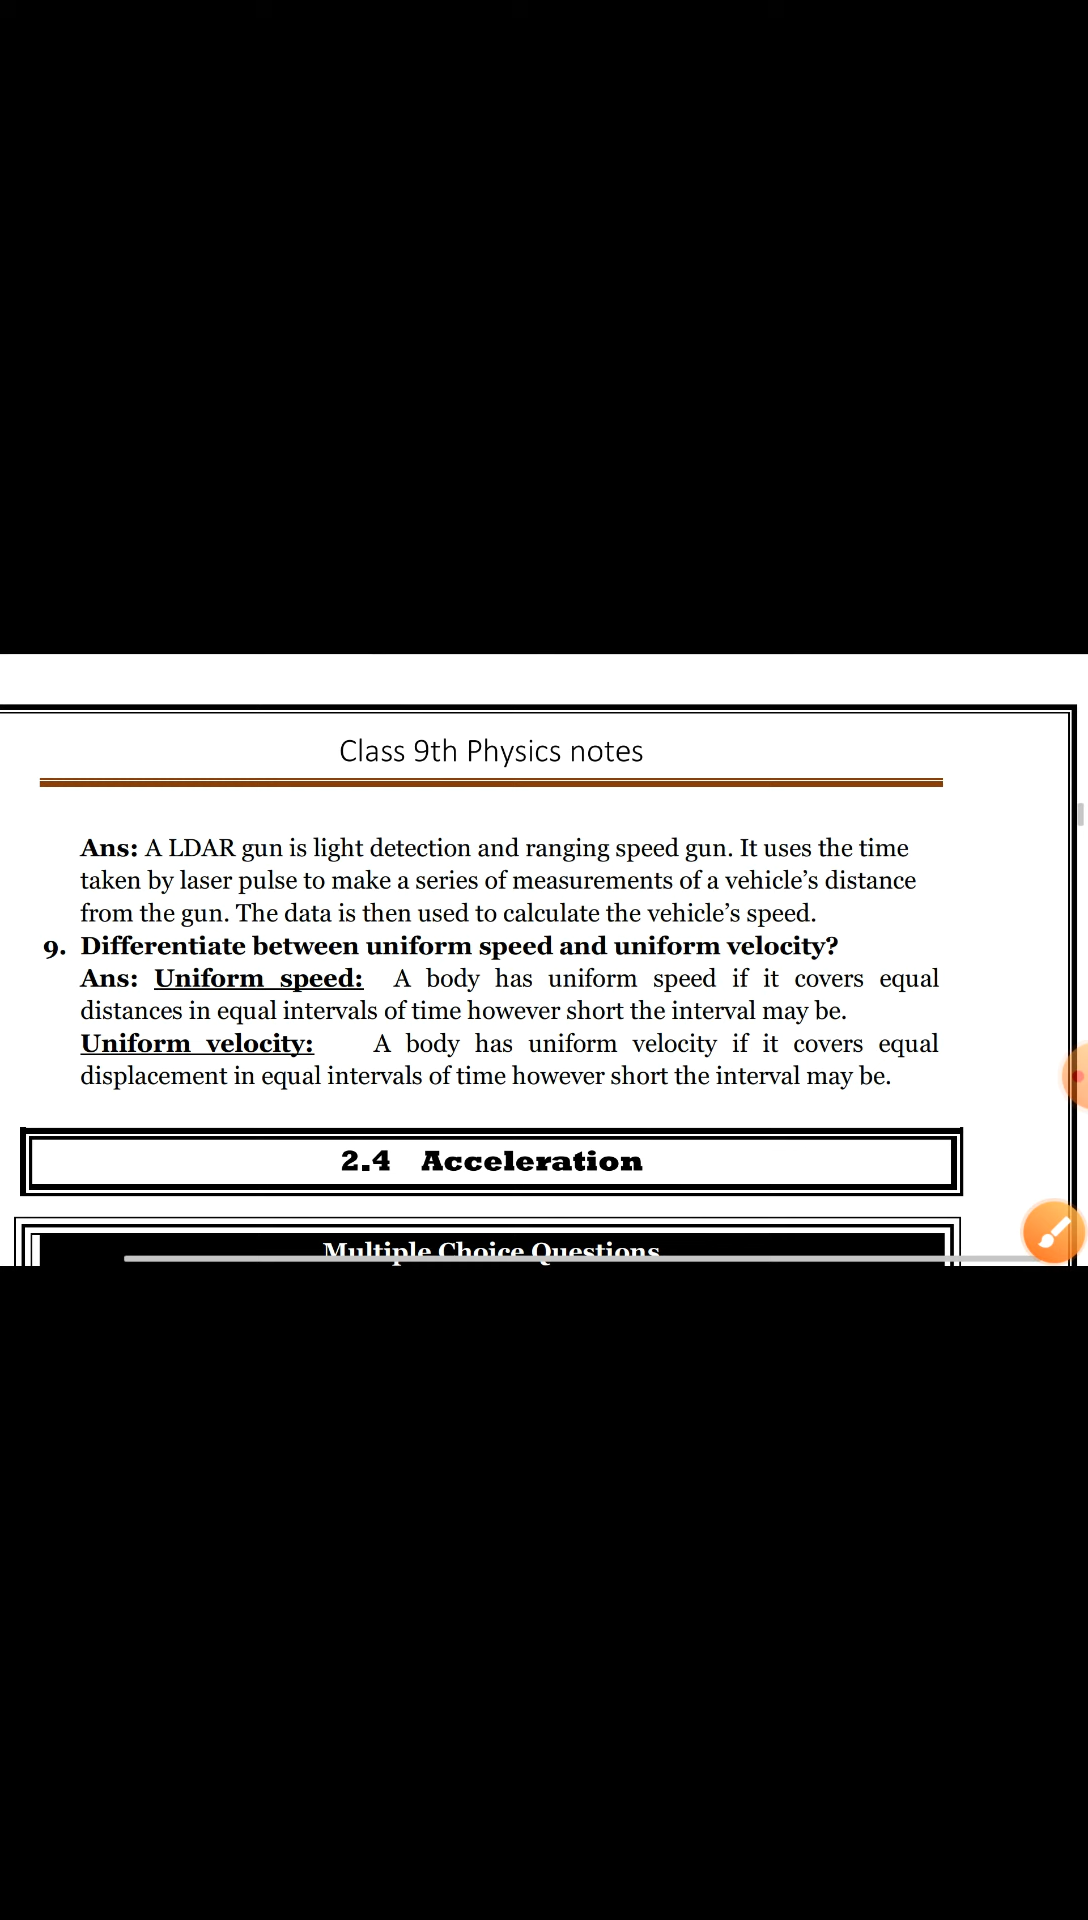 Class 9th Physics notes
Ans: A LDAR gun is light detection and ranging speed gun. It uses the time
taken by laser pulse to make a series of measurements of a vehicle’s distance
from the gun. The data is then used to calculate the vehicle’s speed.
9. Differentiate between uniform speed and uniform velocity?
Ans: Uniform speed: A body has uniform speed if it covers equal
distances in equal intervals of time however short the interval may be.
Uniform velocity: A body has uniform velocity if it covers equal
displacement in equal intervals of time however short the interval may be.
2.4 Acceleration
Multiple Choice Questions